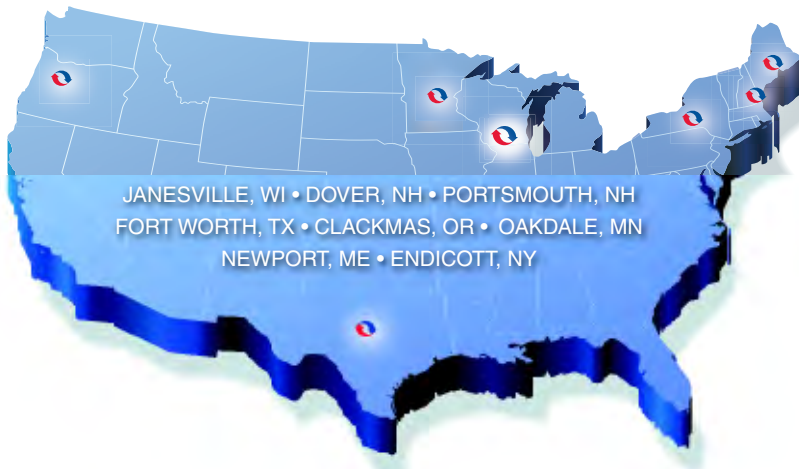 JANESVILLE, WI • DOVER, NH • PORTSMOUTH, NH
FORT WORTH, TX • CLACKMAS, OR • OAKDALE, MN
NEWPORT, ME • ENDICOTT, NY